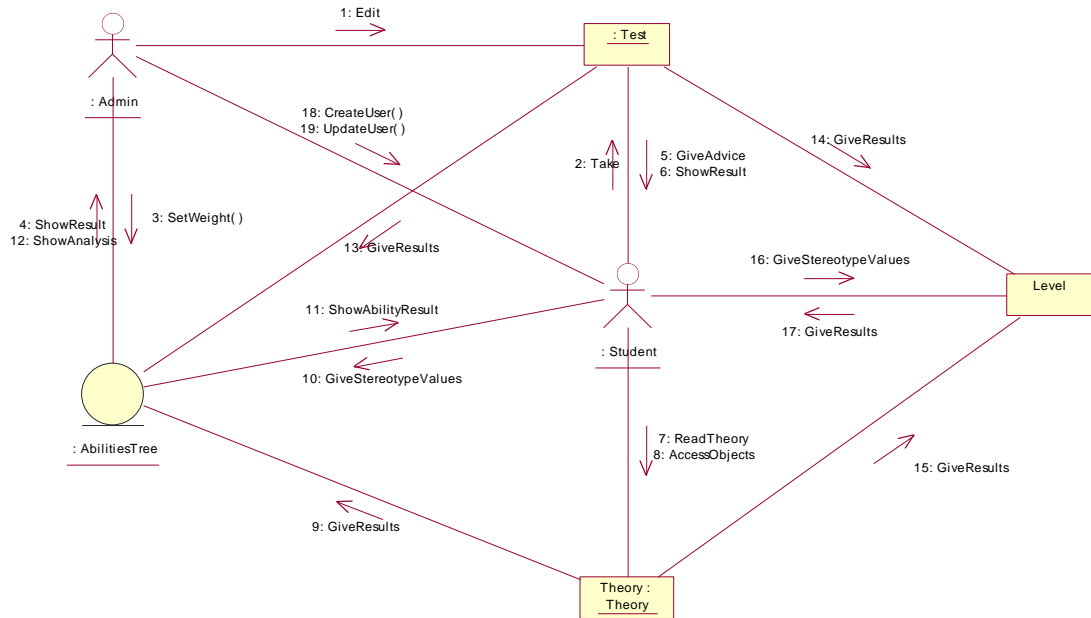 1: Edit
: Test
: Admin
18: CreateUser( )
19: UpdateUser( )
14: GiveResults
2: Take
5: GiveAdvice
6: ShowResult
4: ShowResult
12: ShowAnalysis
3: SetWeight( )
13: GiveResults
16: GiveStereotypeValues
Level
11: ShowAbilityResult
17: GiveResults
: Student
10: GiveStereotypeValues
: AbilitiesTree
7: ReadTheory
8: AccessObjects
15: GiveResults
9: GiveResults
Theory :
Theory